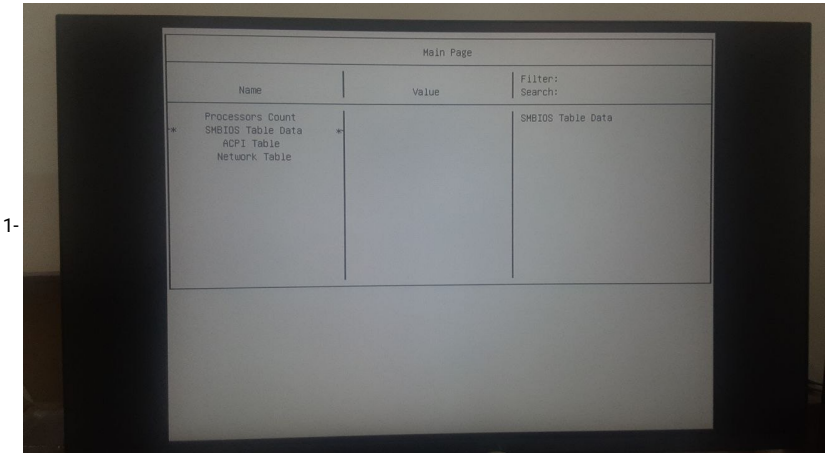 Main Page
Name
Value
Filter:
Search:
Processors Count
* SMBIOS Table Data *
ACPI Table
Network Table
SMBIOS Table Data
1-